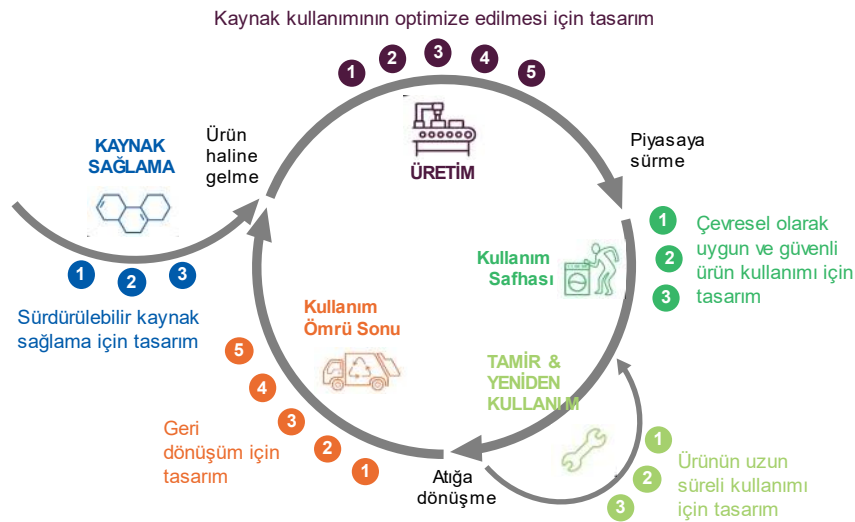 Kaynak kullanımının optimize edilmesi için tasarım
1
2
3
4
5
KAYNAK
SAĞLAMA
Ürün
haline
gelme
ÜRETİM
Piyasaya
sürme
1
2
3
Sürdürülebilir kaynak
sağlama için tasarım
Kullanım
Safhası
1
2
3
Çevresel olarak
uygun ve güvenli
ürün kullanımı için
tasarım
Kullanım
Ömrü Sonu
TAMİR &
YENİDEN
KULLANIM
5
4
3
2
1
Geri
dönüşüm için
tasarım
Atığa
dönüşme
1
2
3
Ürünün uzun
süreli kullanımı
için tasarım